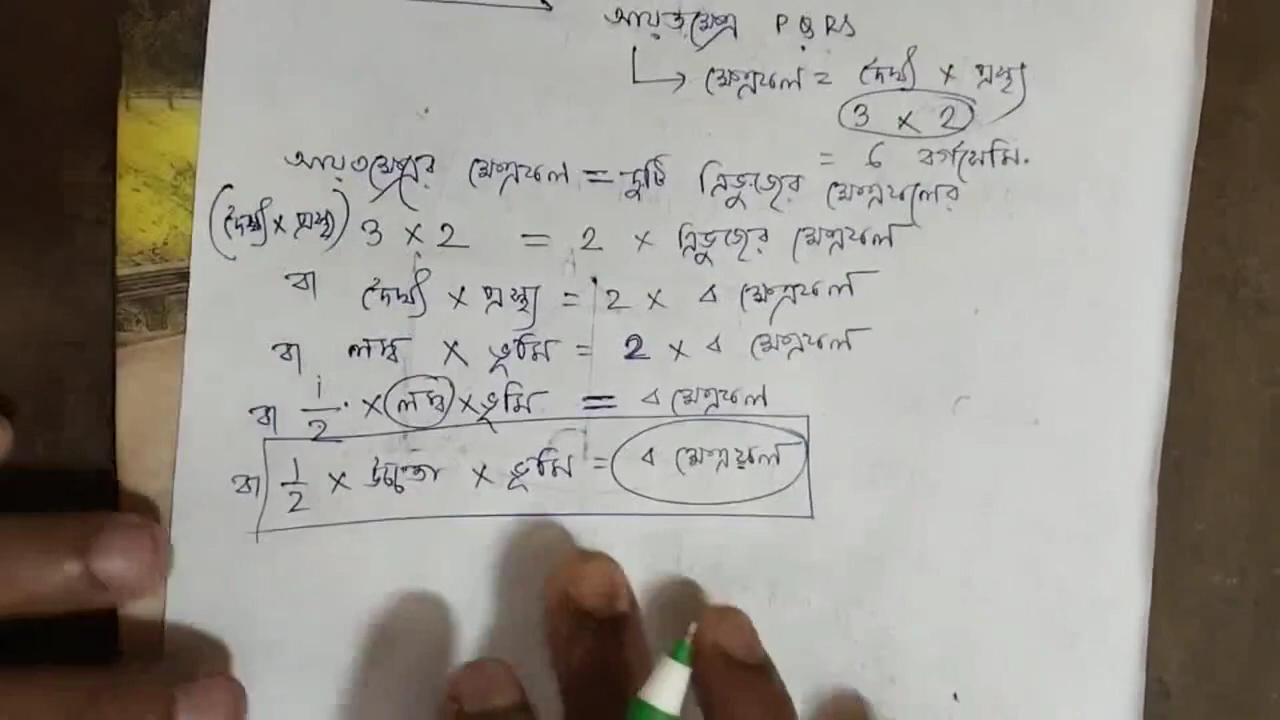 আয়তক্ষেত্র PQRS
ক্ষেত্রফল = দৈর্ঘ্য × প্রস্থ
3 × 2
= 6 বর্গসেমি.
আয়তক্ষেত্রের ক্ষেত্রফল = দুটি ত্রিভুজের ক্ষেত্রফলের
(দৈর্ঘ্য × প্রস্থ) 3 × 2 = 2 × ত্রিভুজের ক্ষেত্রফল
বা দৈর্ঘ্য × প্রস্থ = 2 × Δ ক্ষেত্রফল
বা লম্ব × ভূমি = 2 × Δ ক্ষেত্রফল
বা 1/2 × লম্ব × ভূমি = Δ ক্ষেত্রফল
বা 1/2 × উচ্চতা × ভূমি = Δ ক্ষেত্রফল